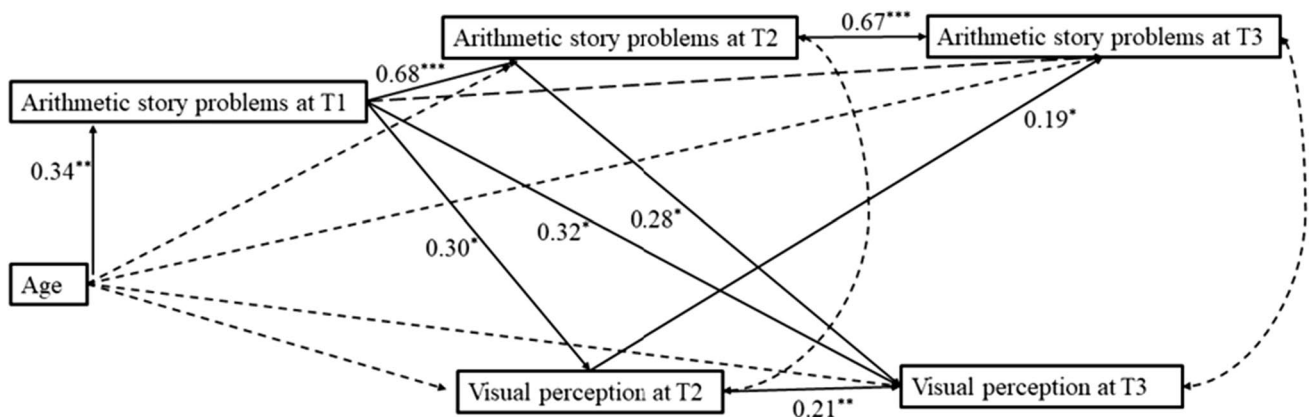 Arithmetic story problems at T2
0.67***
Arithmetic story problems at T3
0.68***
Arithmetic story problems at T1
0.19*
0.34**
0.28*
0.32*
0.30*
Age
Visual perception at T2
Visual perception at T3
0.21**